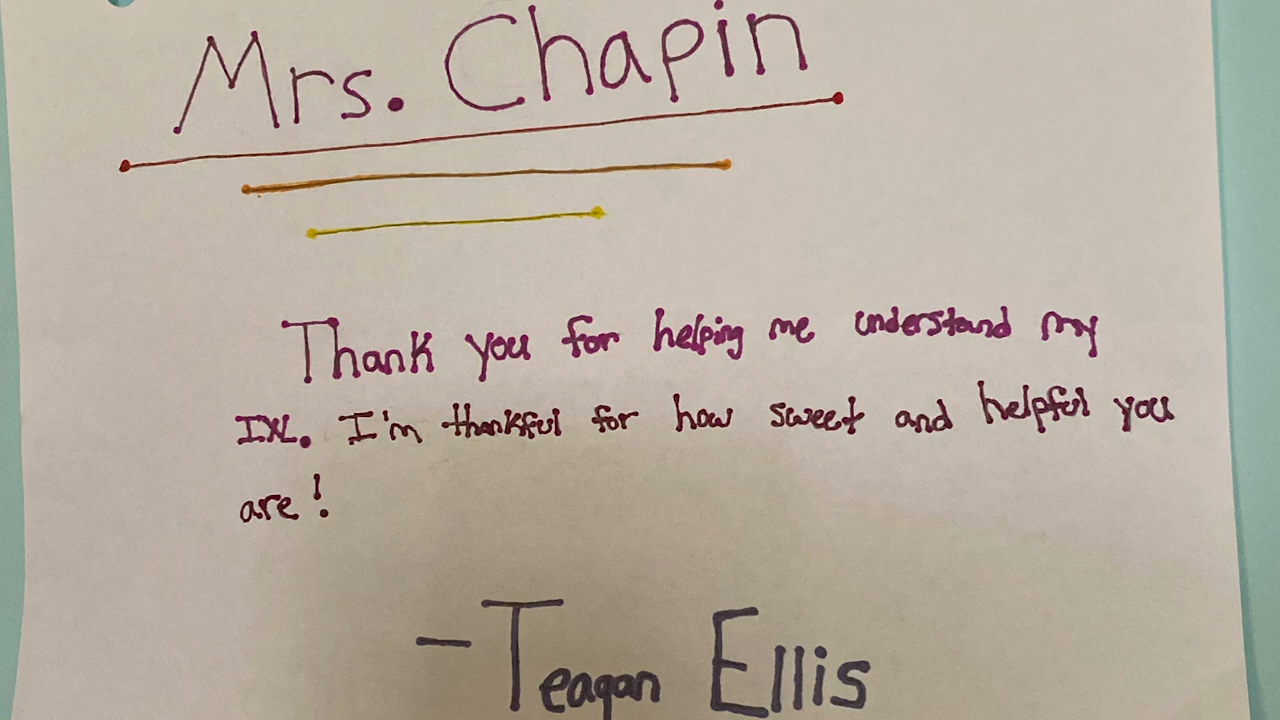 Mrs. Chapin
Thank you for helping me understand my
IXL. I'm thankful for how sweet and helpful you
are!
-Teagan Ellis